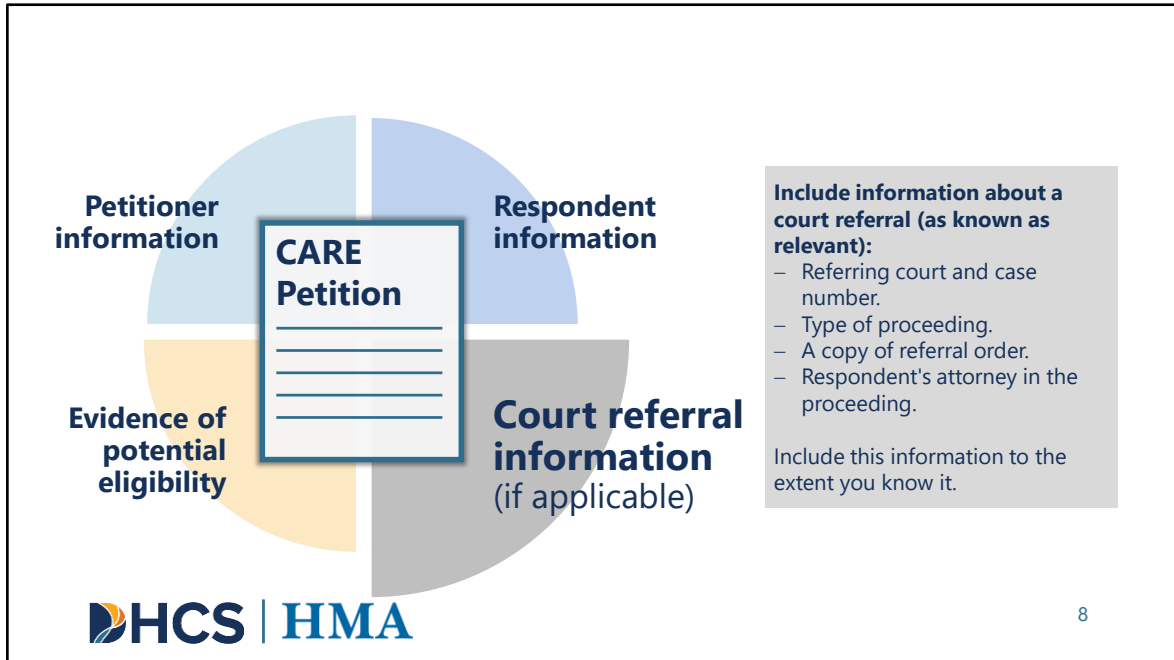 Petitioner
information
Respondent
information
CARE
Petition
Evidence of
potential
eligibility
Court referral
information
(if applicable)
Include information about a
court referral (as known as
relevant):
– Referring court and case
number.
– Type of proceeding.
– A copy of referral order.
– Respondent's attorney in the
proceeding.
Include this information to the
extent you know it.
DHCS | HMA
8